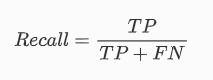 Recall = TP / TP + FN